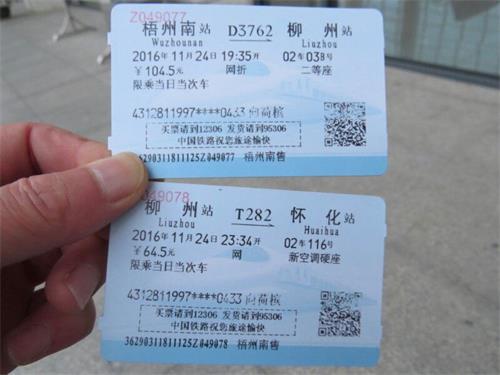 Z049077
梧州南站 D3762 柳州站
Wuzhounan Liuzhou
2016年11月24日19:35开 02车03B号
￥104.5元 网折 二等座
限乘当日当次车
4312811997****0433 向荷槟
买票请到12306 发货请到95306
中国铁路祝您旅途愉快
36290311811125Z049077 梧州南售
Z049078
柳州站 T282 怀化站
Liuzhou Huaihua
2016年11月24日23:34开 02车116号
￥64.5元 网 新空调硬座
限乘当日当次车
4312811997****0433 向荷槟
买票请到12306 发货请到95306
中国铁路祝您旅途愉快
36290311811125Z049078 梧州南售